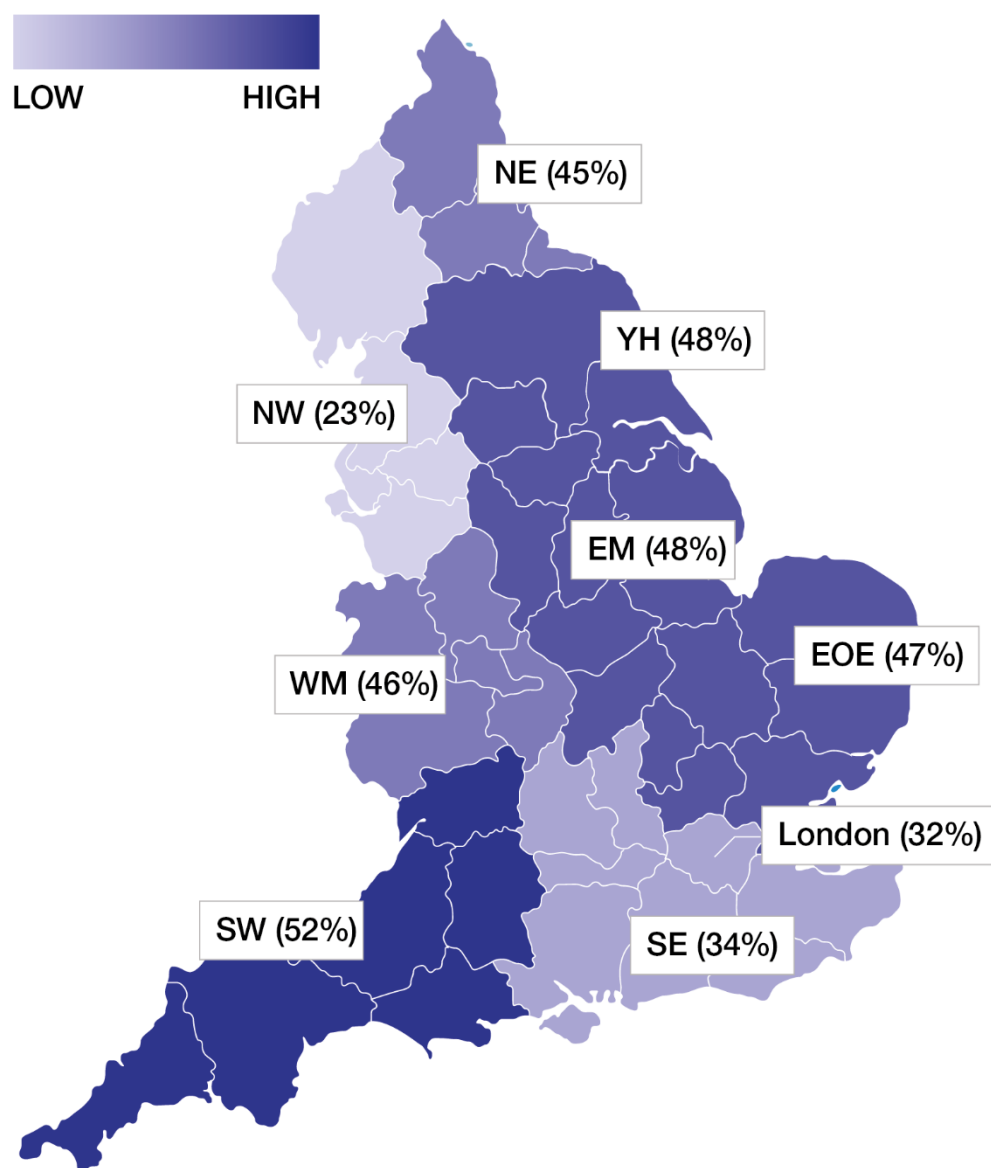 LOW HIGH
NE (45%)
YH (48%)
NW (23%)
EM (48%)
EOE (47%)
WM (46%)
London (32%)
SW (52%)
SE (34%)